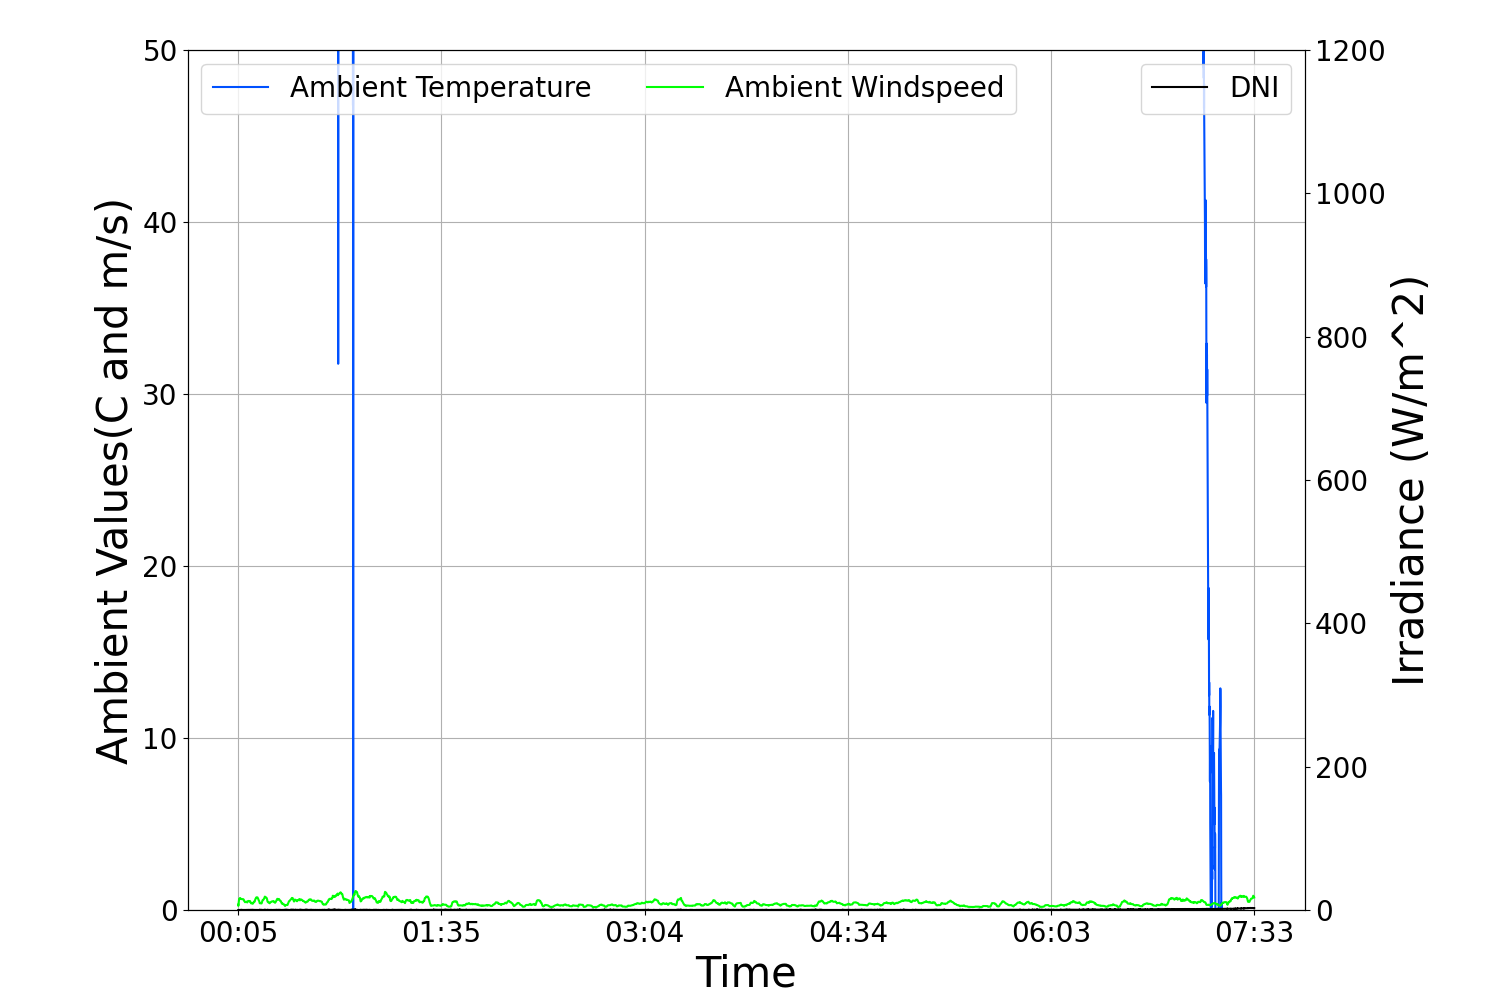 Ambient Temperature
Ambient Windspeed
DNI
Ambient Values(C and m/s)
50
40
30
20
10
0
1200
1000
800
600
400
200
0
Irradiance (W/m^2)
00:05 01:35 03:04 04:34 06:03 07:33
Time